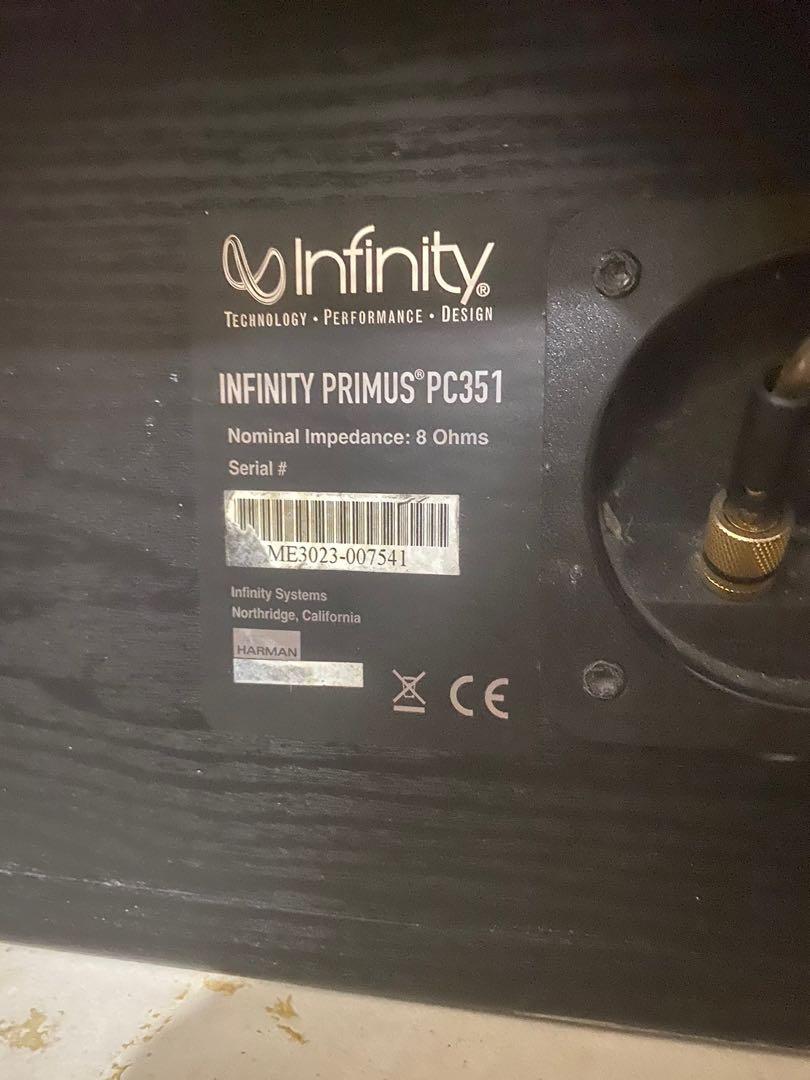 Infinity®
TECHNOLOGY • PERFORMANCE • DESIGN
INFINITY PRIMUS® PC351
Nominal Impedance: 8 Ohms
Serial #
ME3023-007541
Infinity Systems
Northridge, California
HARMAN
CE